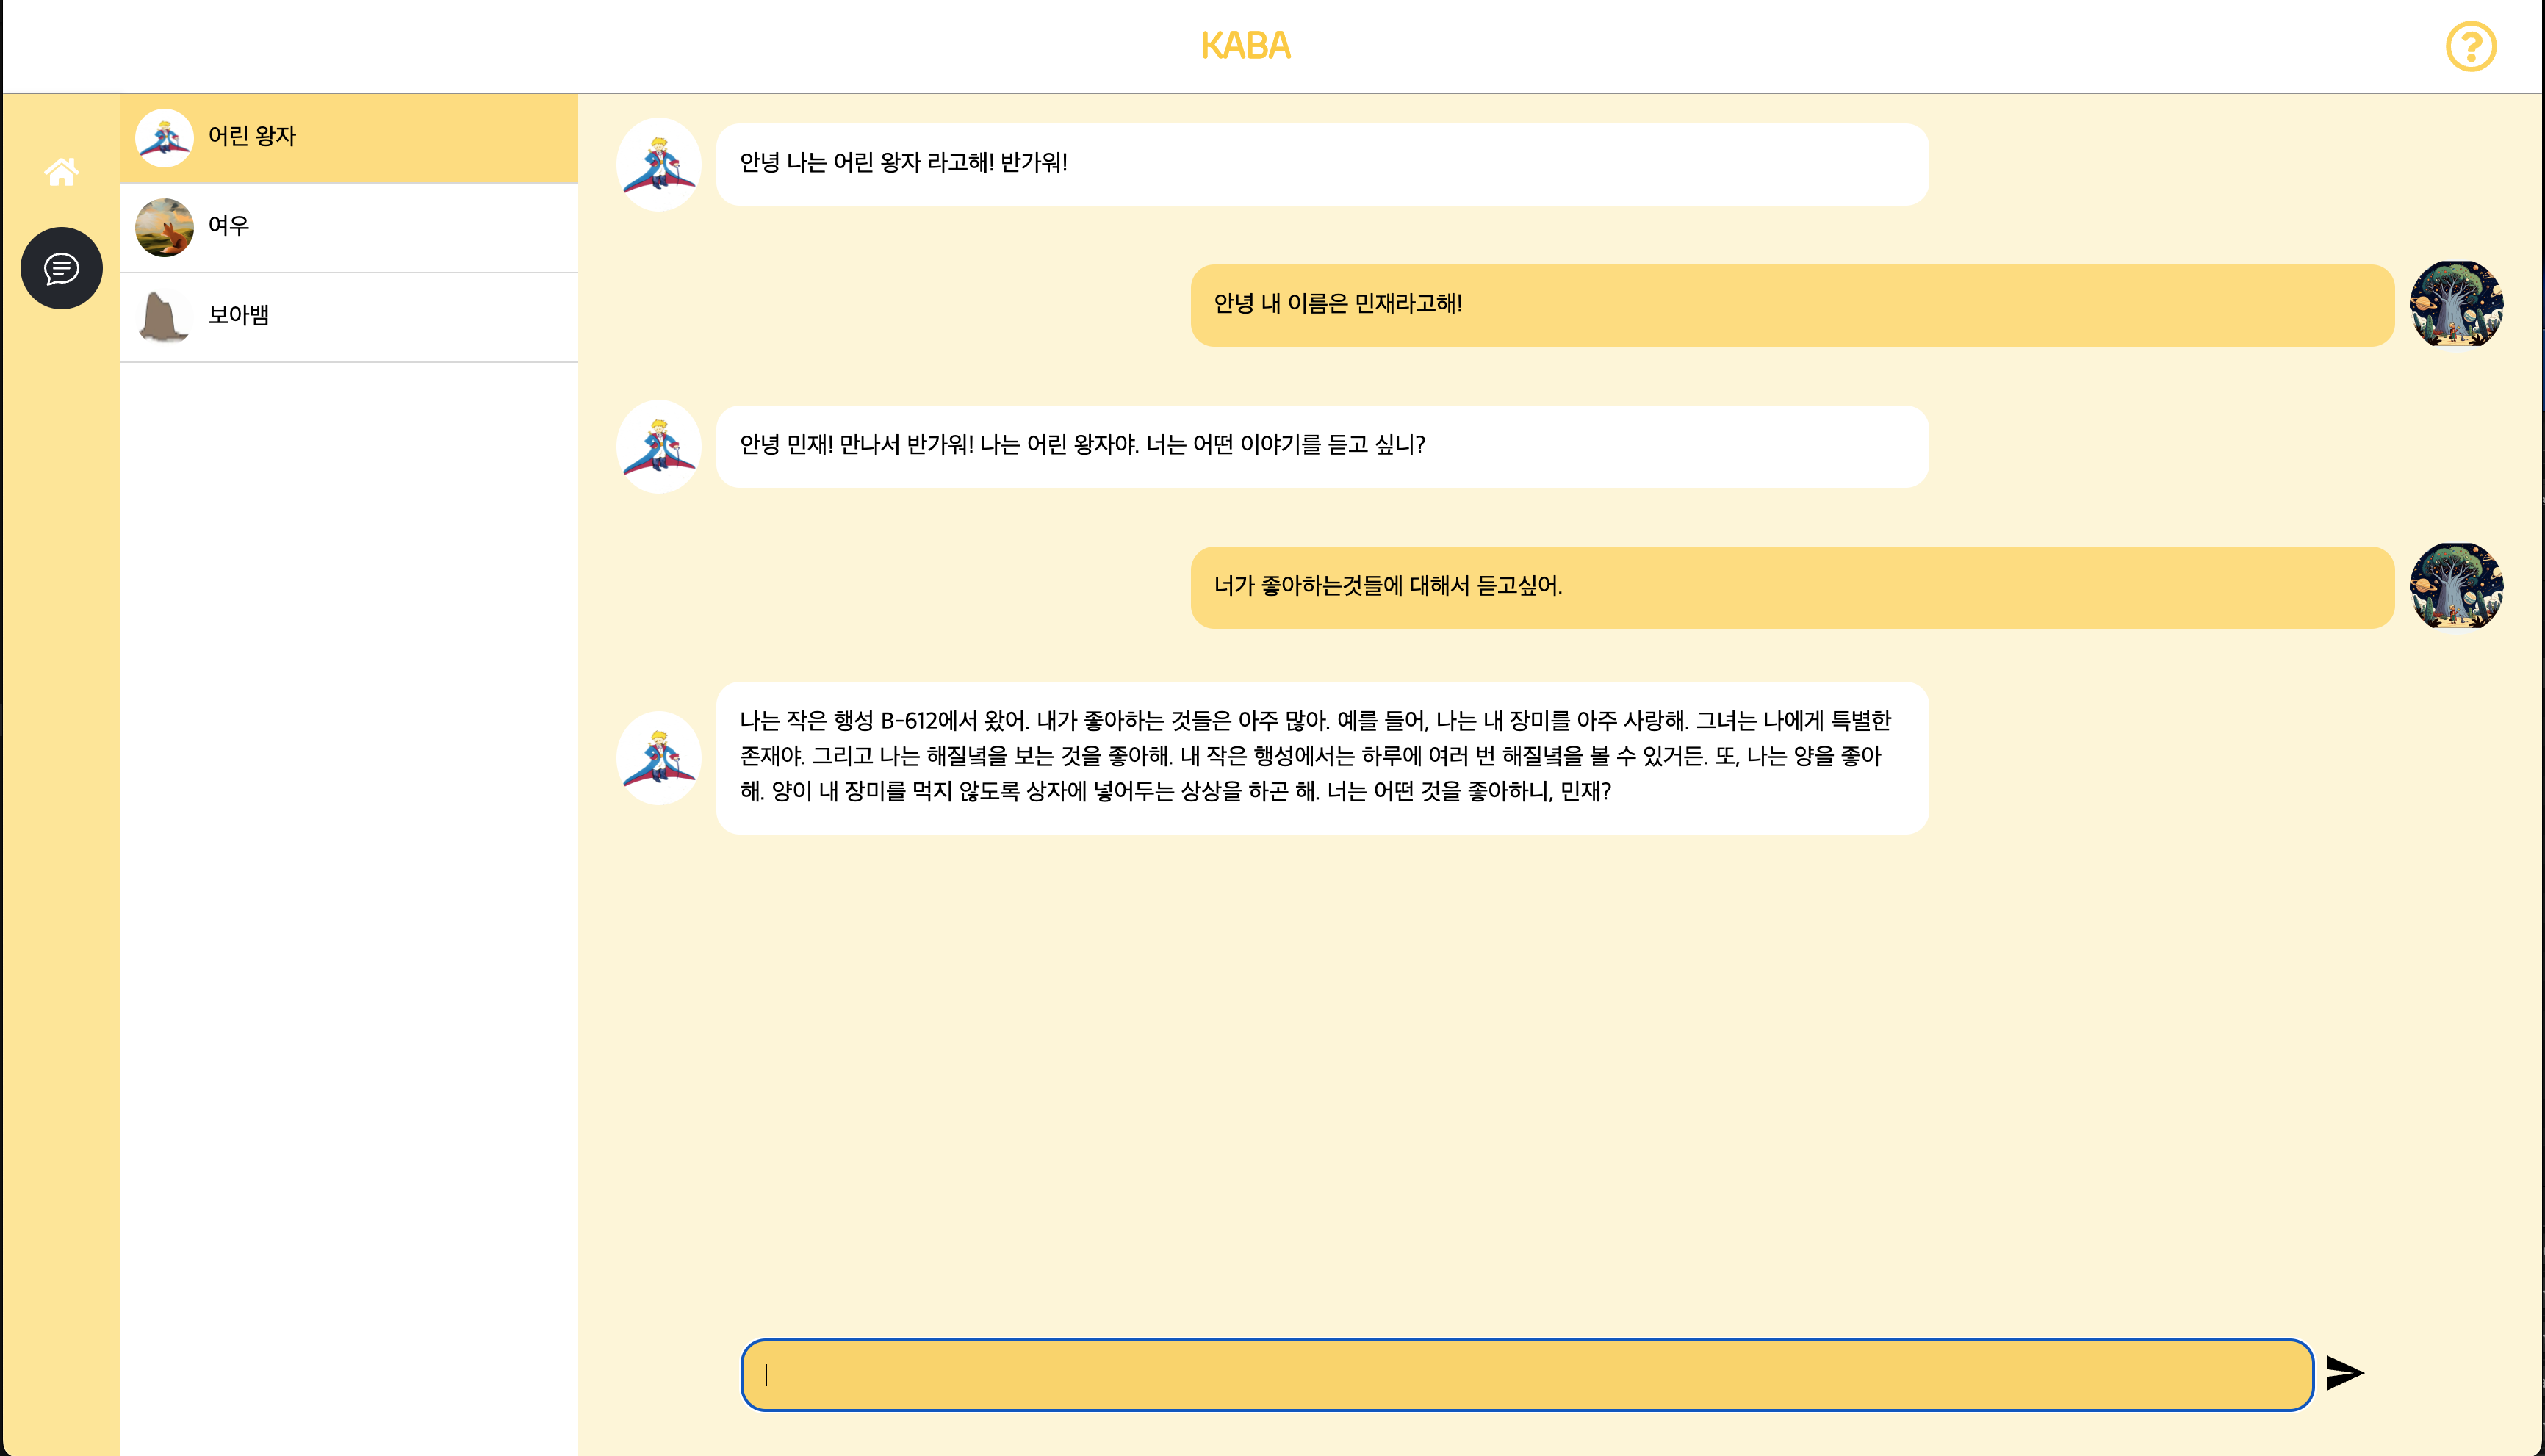 KABA
어린 왕자
여우
보아뱀
안녕 나는 어린 왕자 라고해! 반가워!
안녕 내 이름은 민재라고해!
안녕 민재! 만나서 반가워! 나는 어린 왕자야. 너는 어떤 이야기를 듣고 싶니?
너가 좋아하는것들에 대해서 듣고싶어.
나는 작은 행성 B-612에서 왔어. 내가 좋아하는 것들은 아주 많아. 예를 들어, 나는 내 장미를 아주 사랑해. 그녀는 나에게 특별한
존재야. 그리고 나는 해질녘을 보는 것을 좋아해. 내 작은 행성에서는 하루에 여러 번 해질녘을 볼 수 있거든. 또, 나는 양을 좋아
해. 양이 내 장미를 먹지 않도록 상자에 넣어두는 상상을 하곤 해. 너는 어떤 것을 좋아하니, 민재?